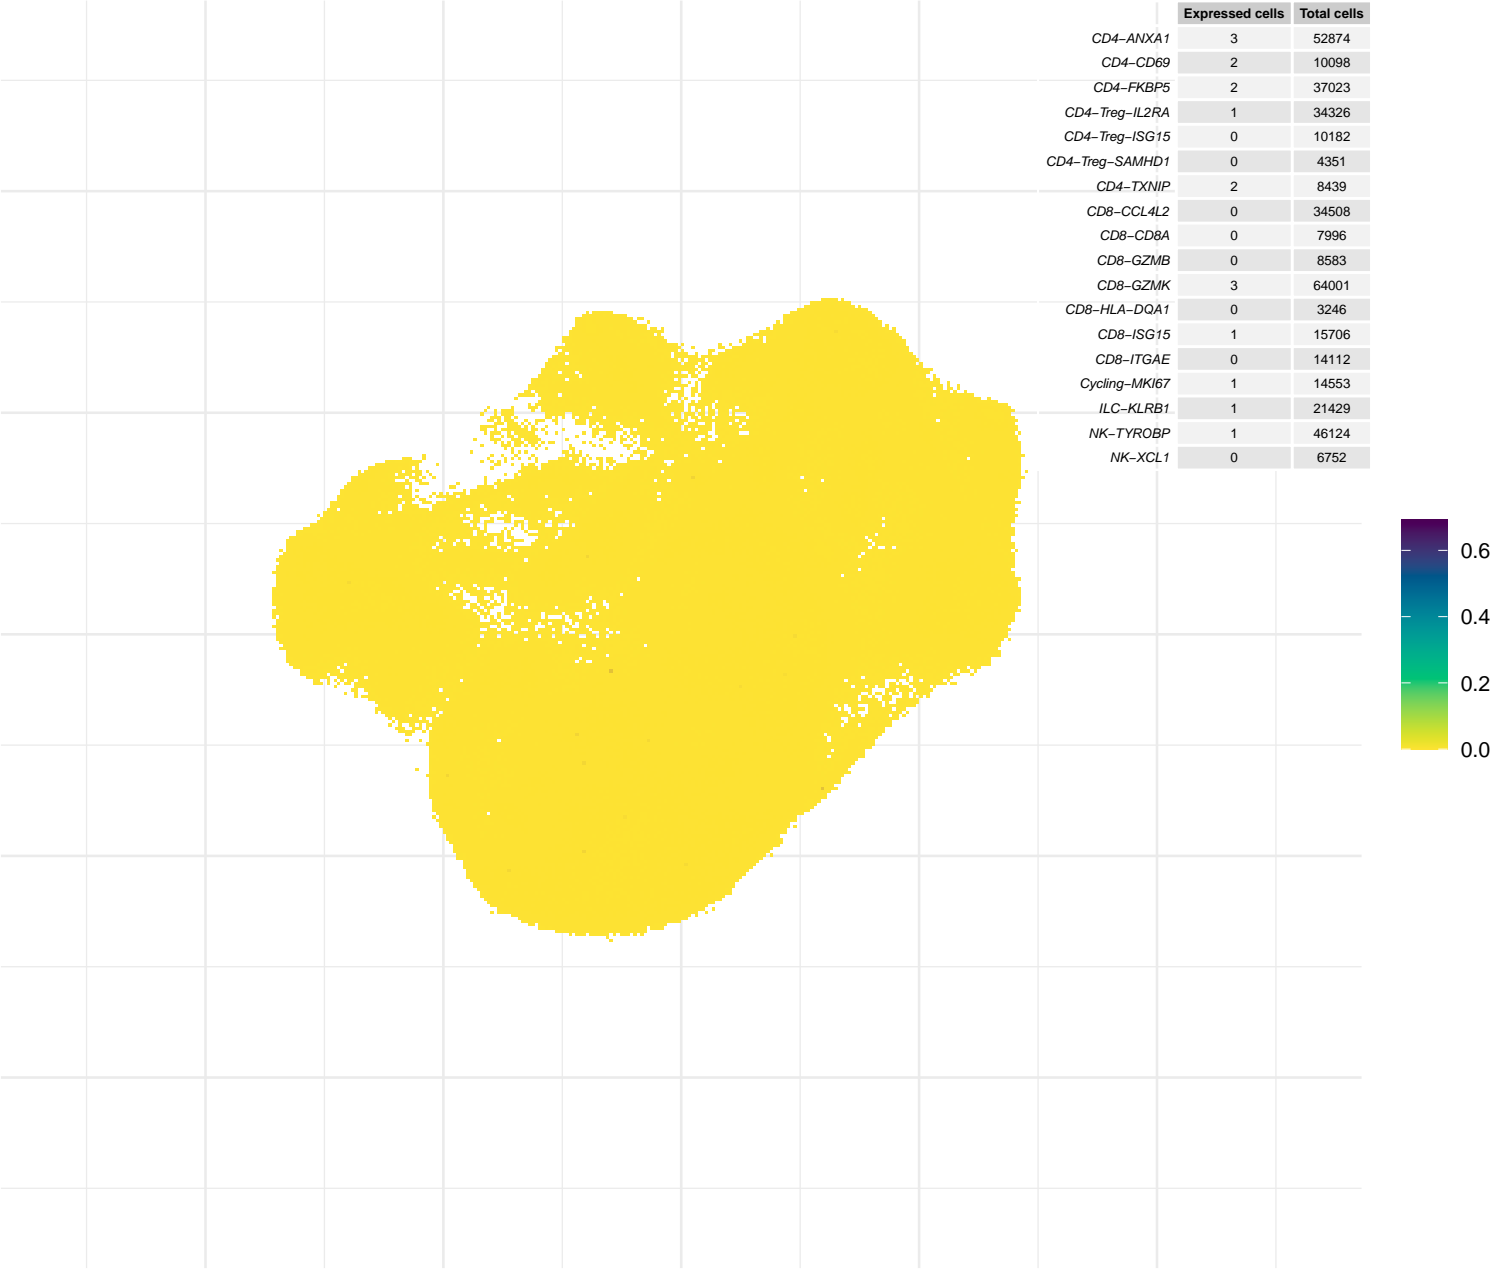 Expressed cells Total cells
CD4−ANXA1 3 52874
CD4−CD69 2 10098
CD4−FKBP5 2 37023
CD4−Treg−IL2RA 1 34326
CD4−Treg−ISG15 0 10182
CD4−Treg−SAMHD1 0 4351
CD4−TXNIP 2 8439
CD8−CCL4L2 0 34508
CD8−CD8A 0 7996
CD8−GZMB 0 8583
CD8−GZMK 3 64001
CD8−HLA−DQA1 0 3246
CD8−ISG15 1 15706
CD8−ITGAE 0 14112
Cycling−MKI67 1 14553
ILC−KLRB1 1 21429
NK−TYROBP 1 46124
NK−XCL1 0 6752
0.6
0.4
0.2
0.0